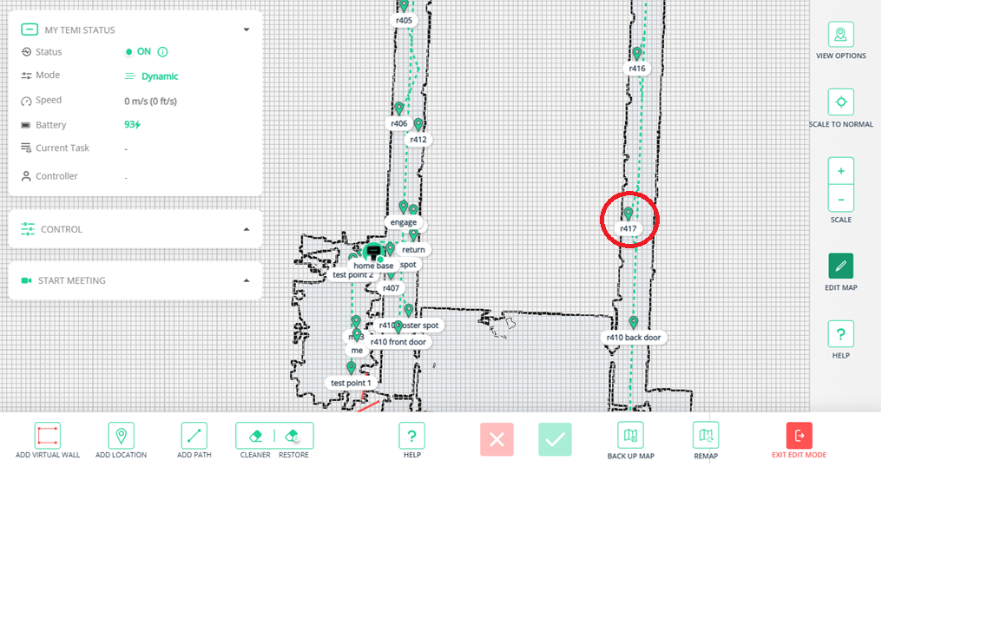 MY TEMI STATUS
Status
ON
Mode
Dynamic
Speed
0 m/s (0 ft/s)
Battery
93
Current Task
-
Controller
-
CONTROL
START MEETING
r405
r416
r406
r412
engage
r417
return
home base
spot
test point 2
r407
r410
oster spot
r410 front door
me
r410 back door
test point 1
VIEW OPTIONS
SCALE TO NORMAL
+
-
SCALE
EDIT MAP
?
HELP
ADD VIRTUAL WALL
ADD LOCATION
ADD PATH
CLEANER
RESTORE
?
HELP
BACK UP MAP
REMAP
EXIT EDIT MODE